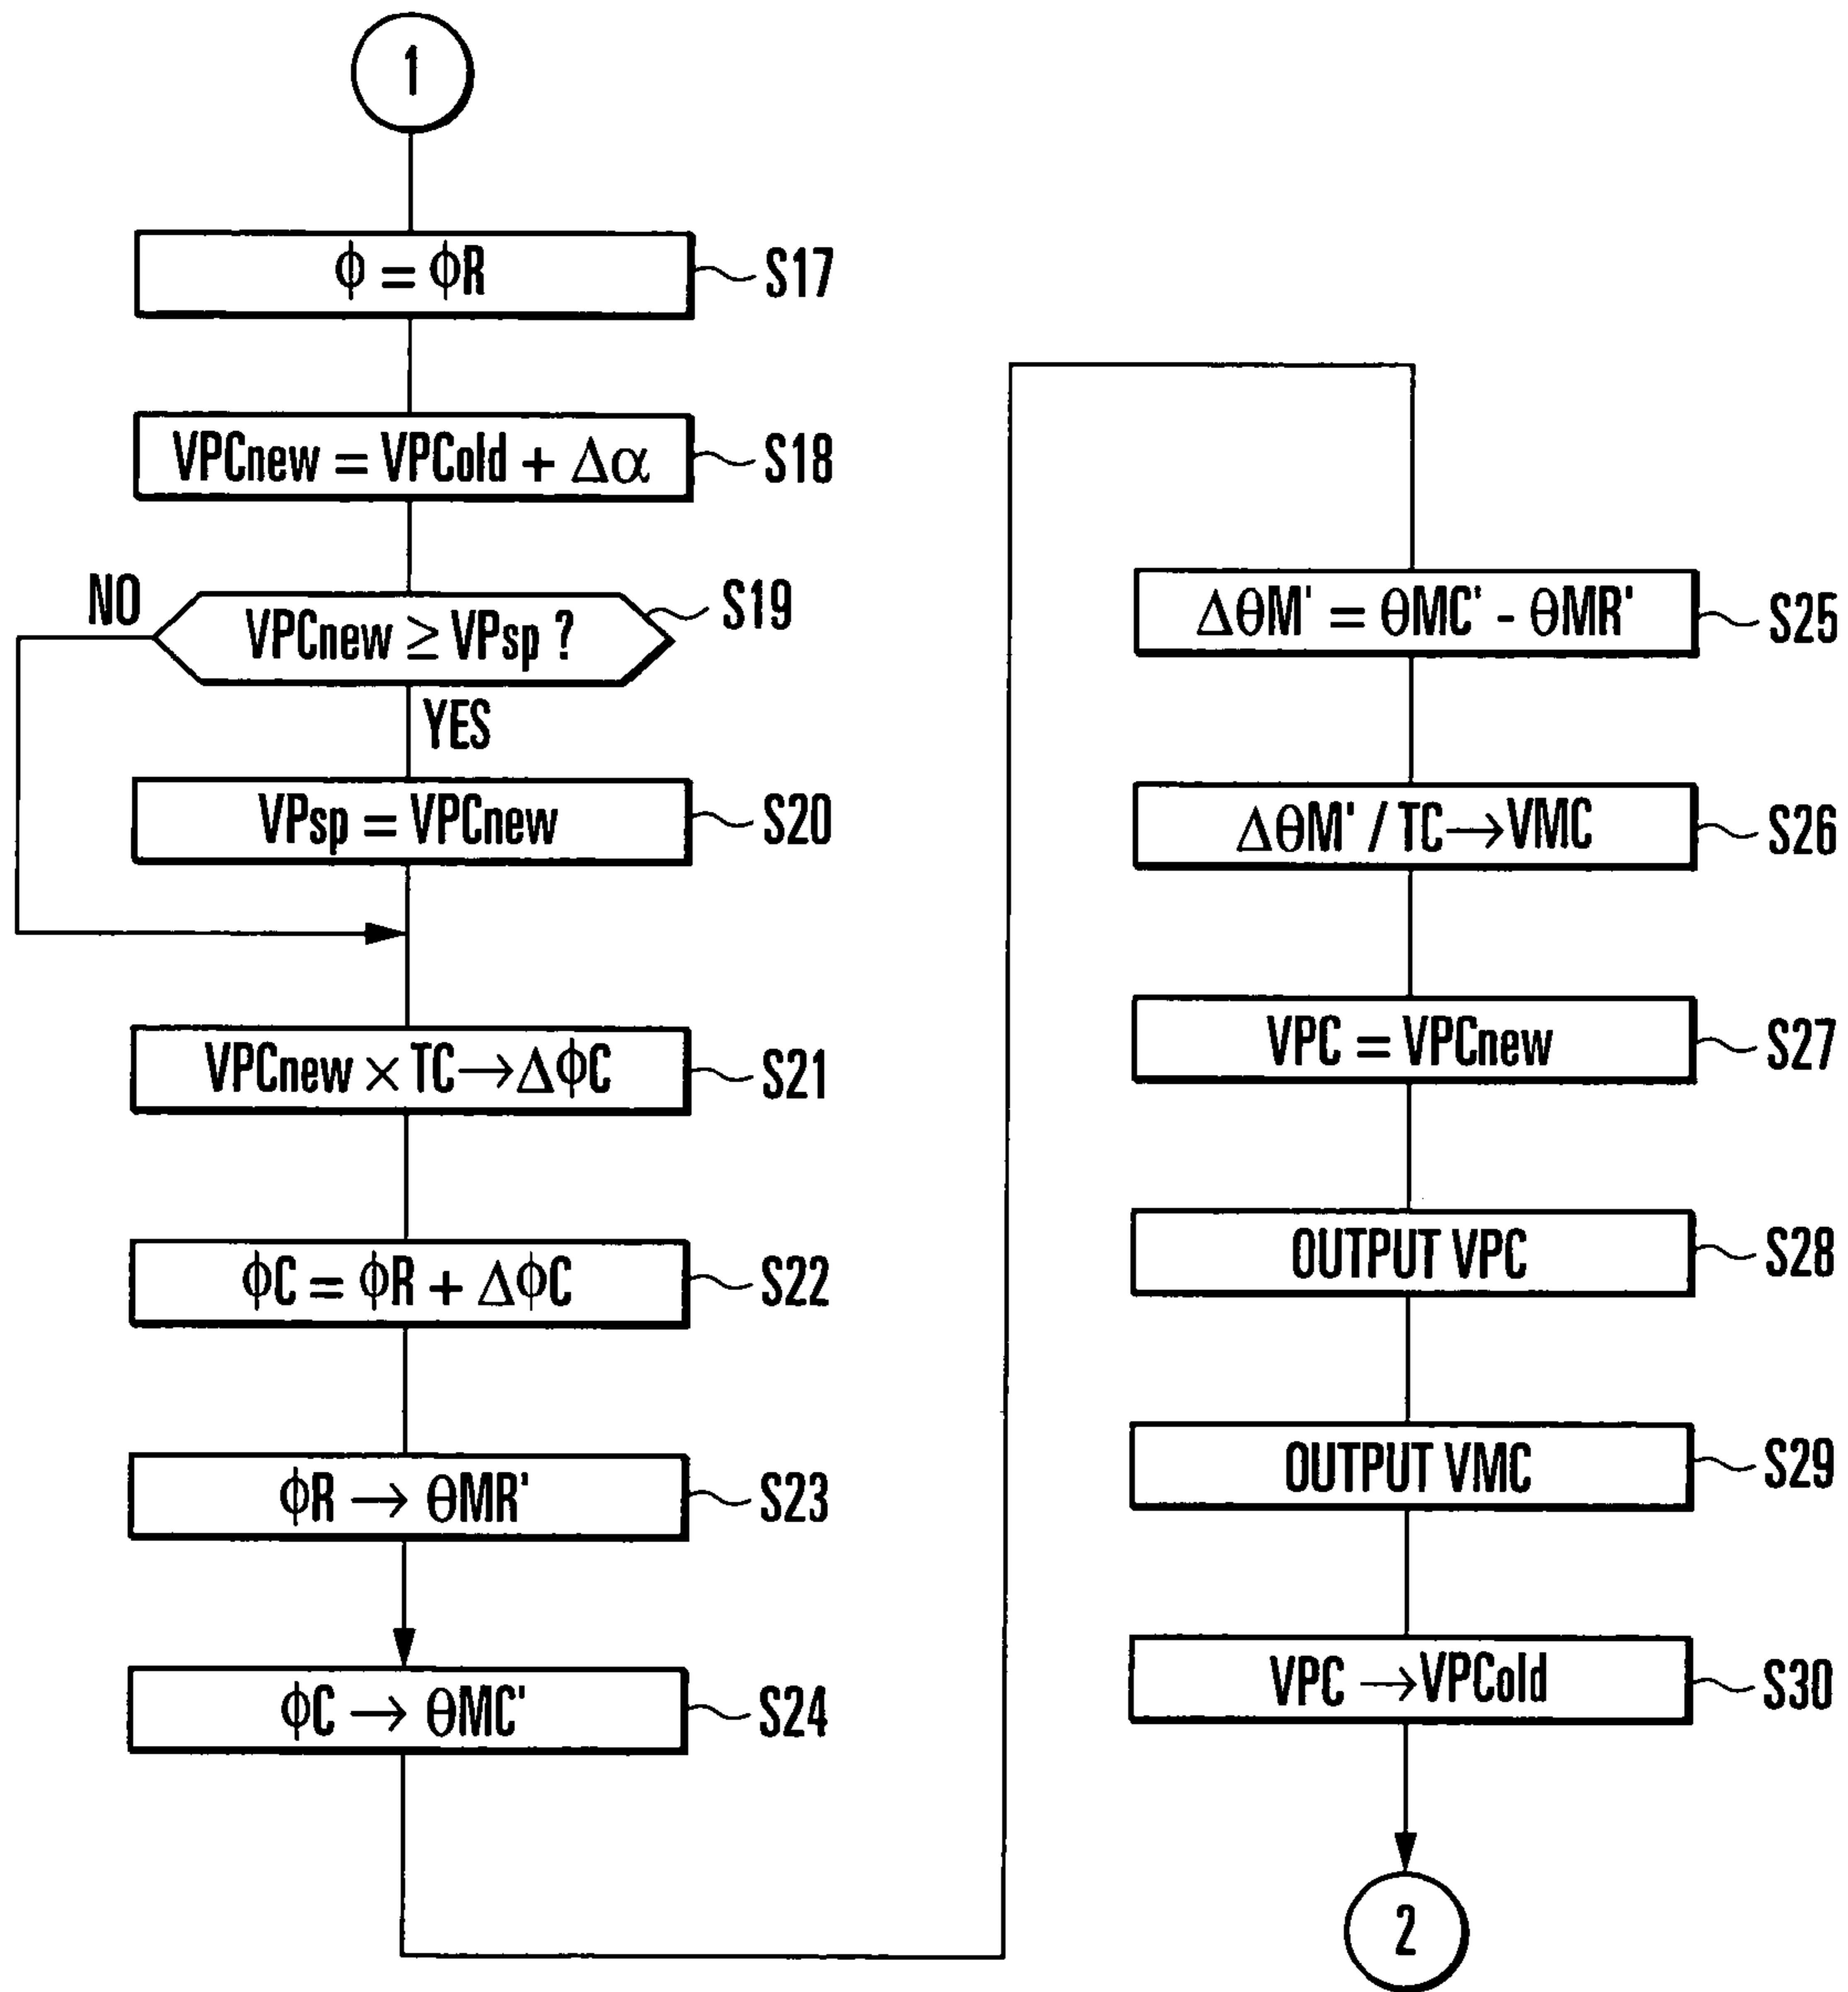 1
ϕ = ϕR
S17
VPCnew = VPCold + Δα
S18
NO
VPCnew ≥ VPsp ?
S19
YES
VPsp = VPCnew
S20
VPCnew × TC → ΔϕC
S21
ϕC = ϕR + ΔϕC
S22
ϕR → θMR'
S23
ϕC → θMC'
S24
ΔθM' = θMC' - θMR'
S25
ΔθM' / TC → VMC
S26
VPC = VPCnew
S27
OUTPUT VPC
S28
OUTPUT VMC
S29
VPC → VPCold
S30
2